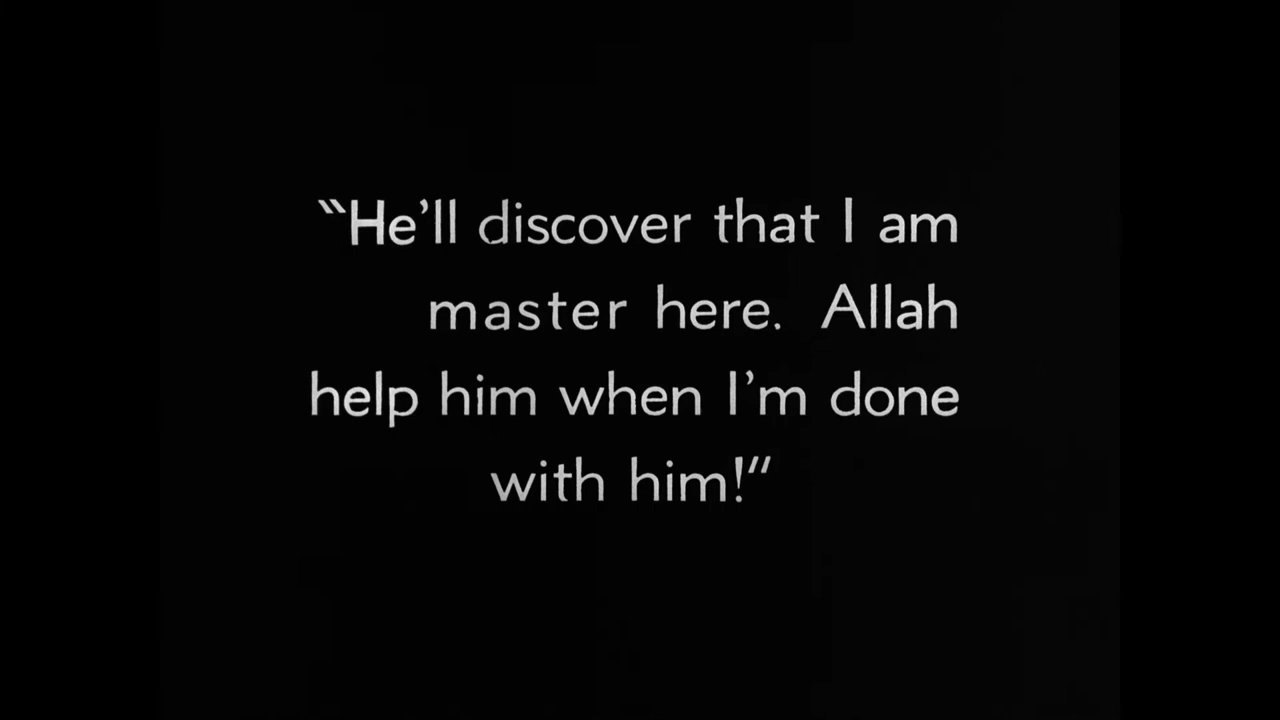 “He’ll discover that I am
master here. Allah
help him when I’m done
with him!”